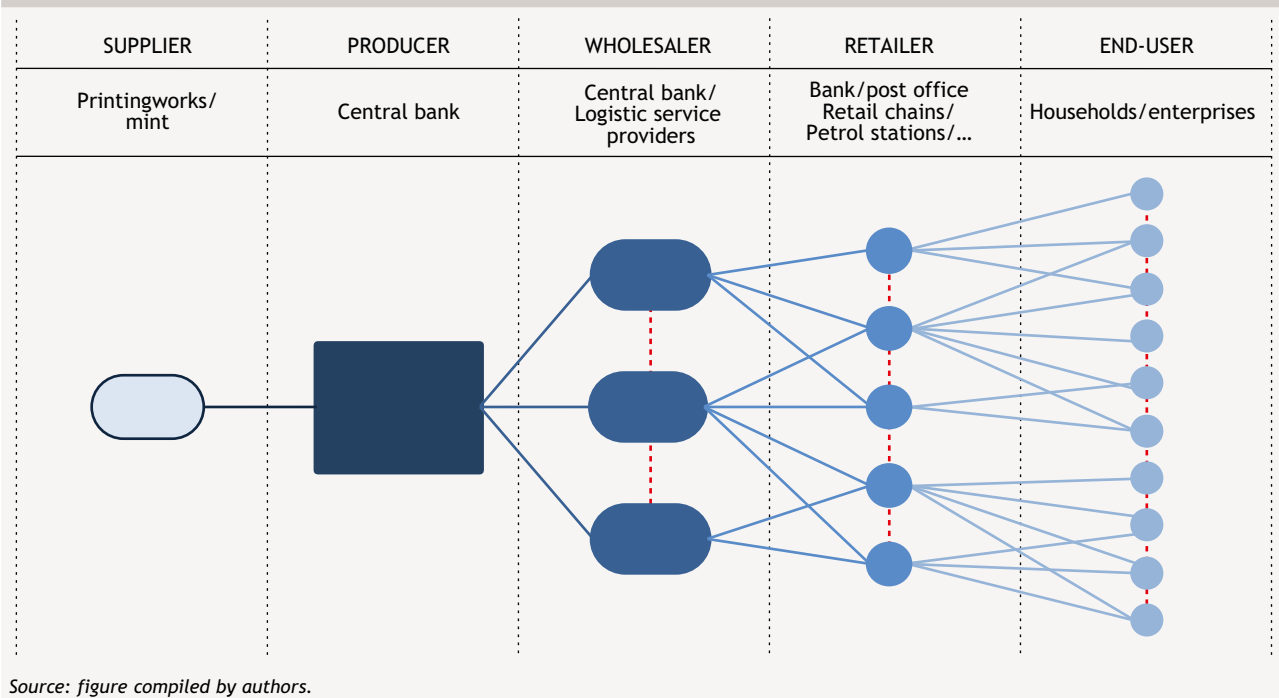 SUPPLIER
PRODUCER
WHOLESALER
RETAILER
END-USER
Printingworks/
mint
Central bank
Central bank/
Logistic service
providers
Bank/post office
Retail chains/
Petrol stations/…
Households/enterprises
Source: figure compiled by authors.